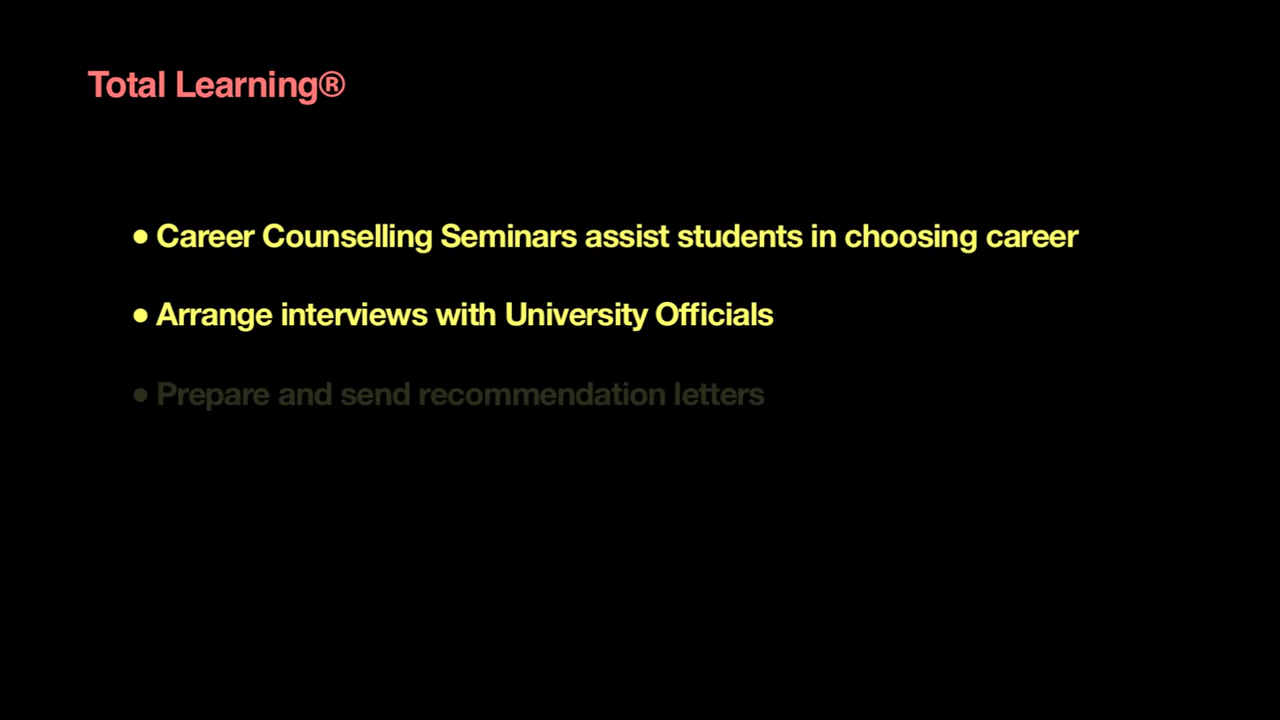 Total Learning®
● Career Counselling Seminars assist students in choosing career
● Arrange interviews with University Officials
● Prepare and send recommendation letters